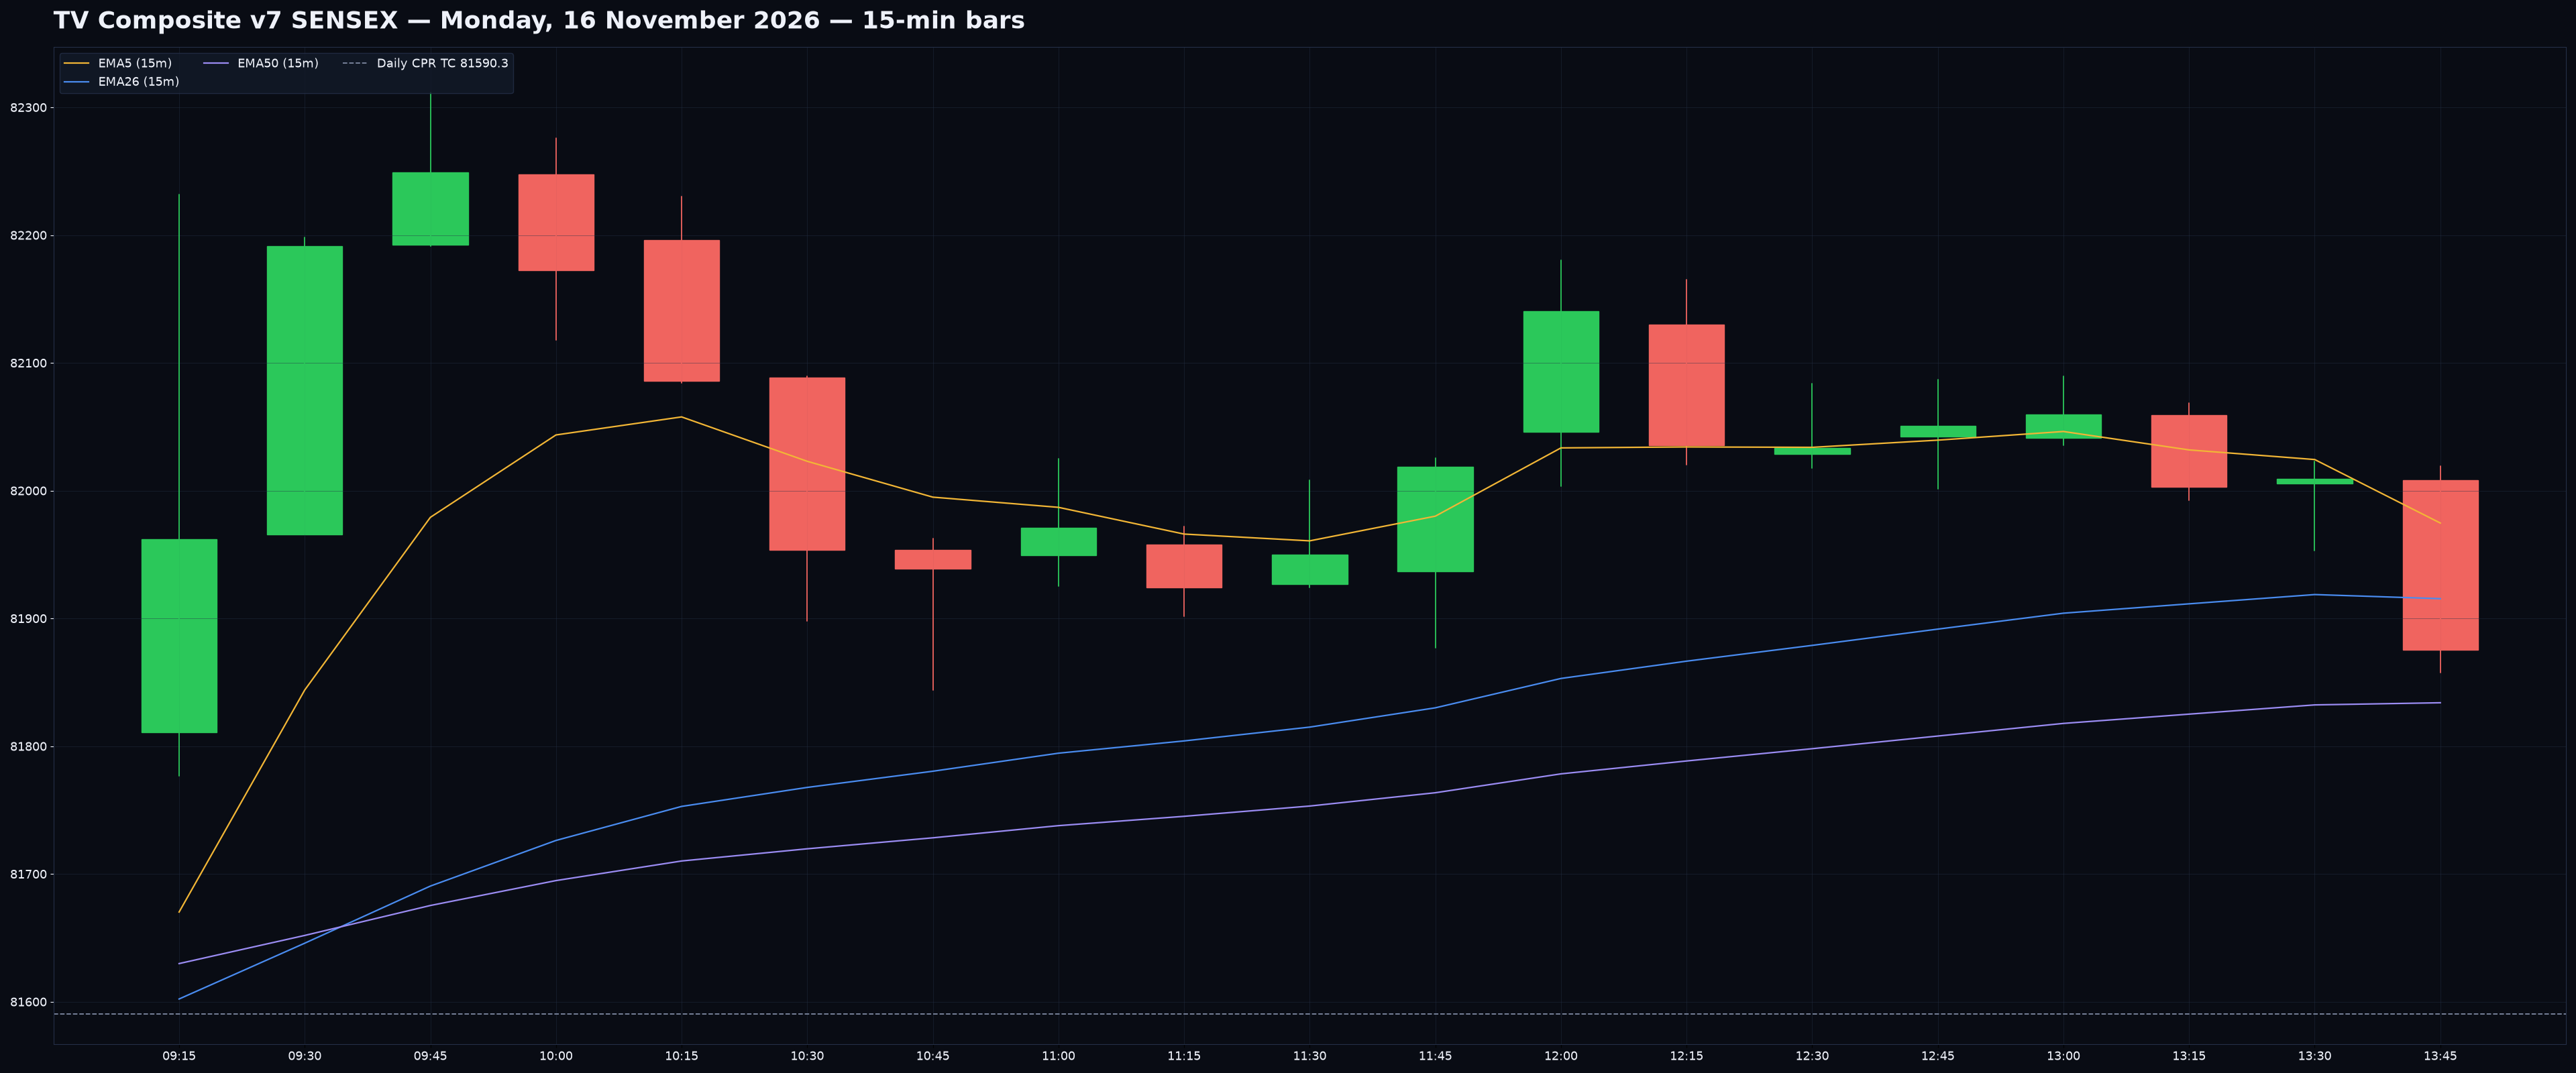 TV Composite v7 SENSEX — Monday, 16 November 2026 — 15-min bars
EMA5 (15m) EMA50 (15m) Daily CPR TC 81590.3
EMA26 (15m)
82300
82200
82100
82000
81900
81800
81700
81600
09:15 09:30 09:45 10:00 10:15 10:30 10:45 11:00 11:15 11:30 11:45 12:00 12:15 12:30 12:45 13:00 13:15 13:30 13:45